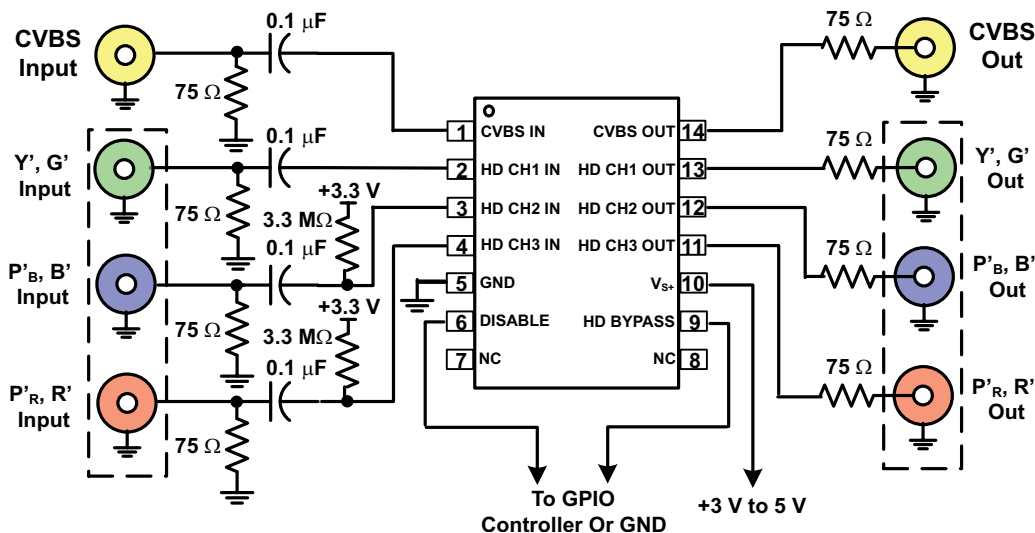 CVBS
Input
0.1 μF
75 Ω
Y’, G’
Input
0.1 μF
75 Ω
+3.3 V
3.3 MΩ
P’B, B’
Input
0.1 μF
75 Ω
+3.3 V
3.3 MΩ
P’R, R’
Input
0.1 μF
75 Ω
1 CVBS IN
2 HD CH1 IN
3 HD CH2 IN
4 HD CH3 IN
5 GND
6 DISABLE
7 NC
CVBS OUT 14
HD CH1 OUT 13
HD CH2 OUT 12
HD CH3 OUT 11
VS+ 10
HD BYPASS 9
NC 8
75 Ω
CVBS
Out
75 Ω
Y’, G’
Out
75 Ω
P’B, B’
Out
75 Ω
P’R, R’
Out
To GPIO
Controller Or GND
+3 V to 5 V